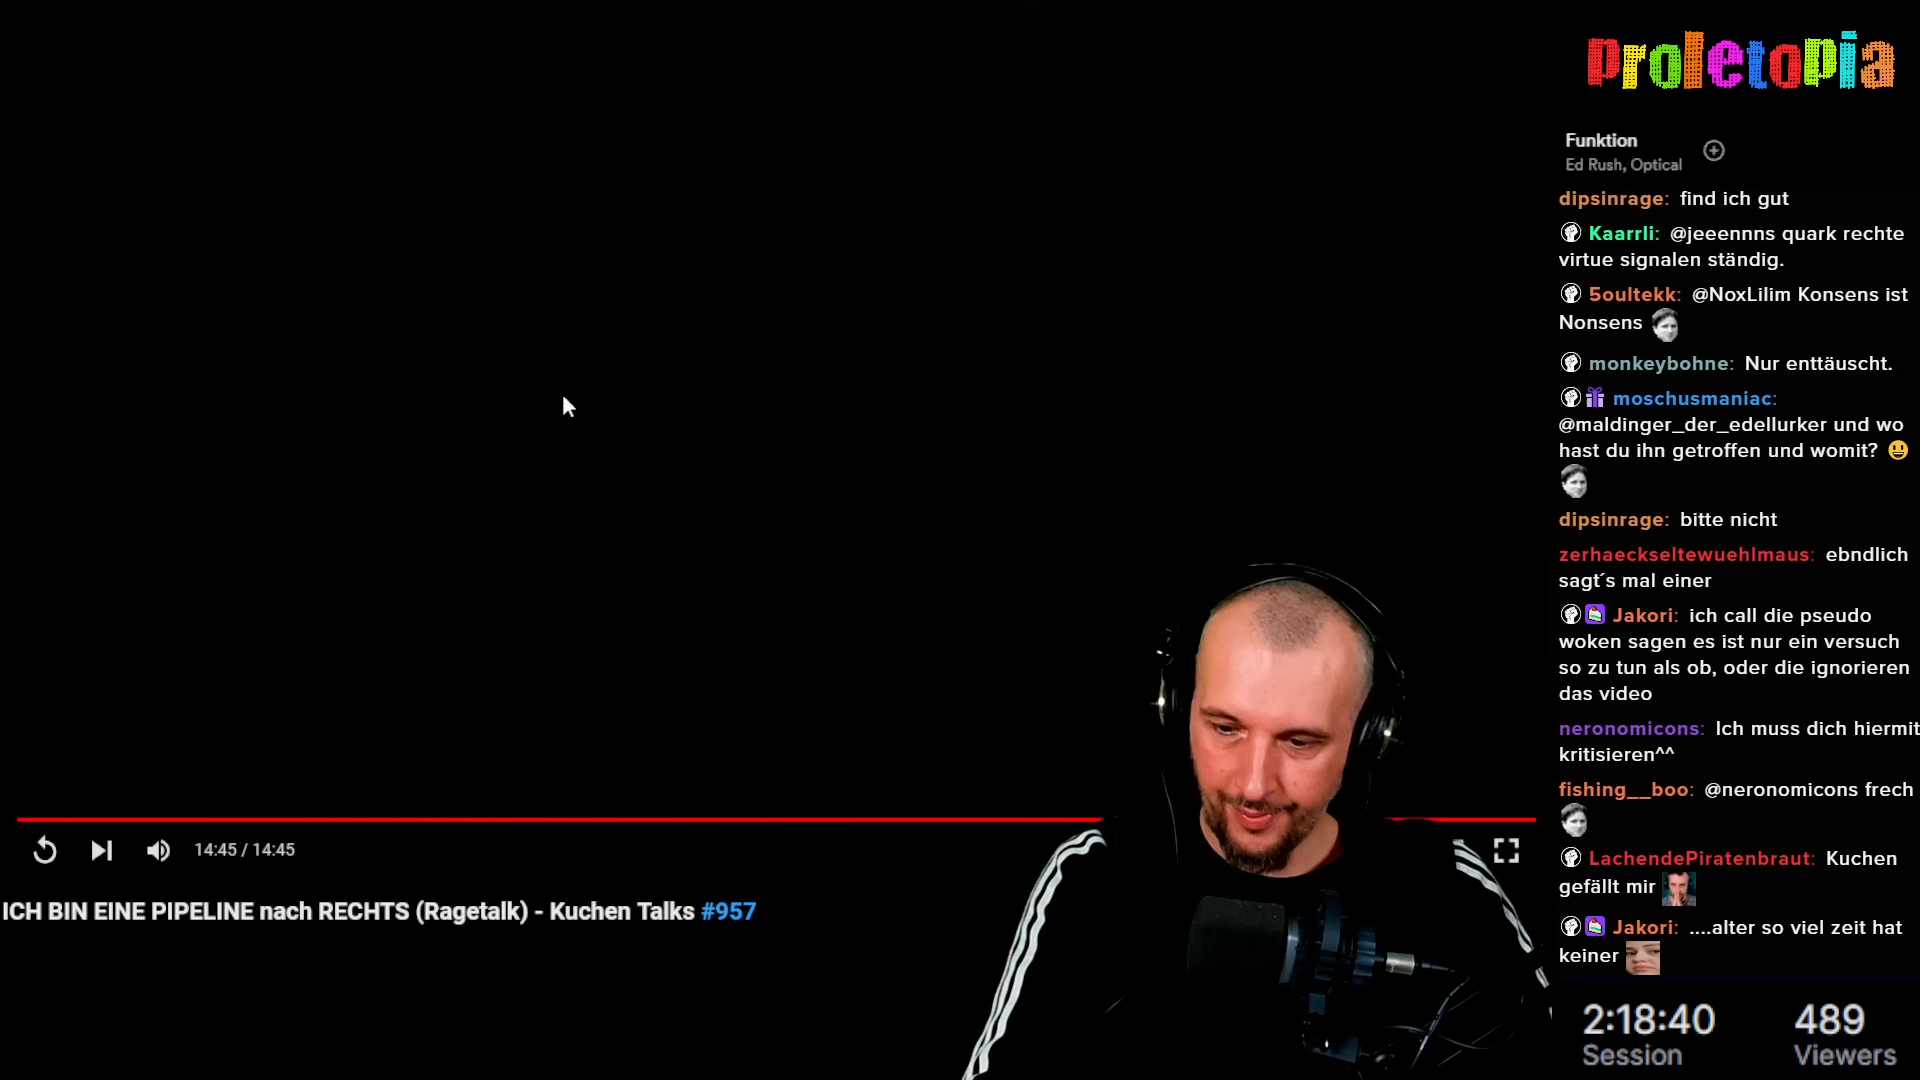 Proletopia
Funktion
Ed Rush, Optical
dipsinrage: find ich gut
Kaarrli: @jeeennns quark rechte
virtue signalen ständig.
5oultekk: @NoxLilim Konsens ist
Nonsens
monkeybohne: Nur enttäuscht.
moschusmaniac:
@maldinger_der_edellurker und wo
hast du ihn getroffen und womit? 😃
dipsinrage: bitte nicht
zerhaeckseltewuehlmaus: ebndlich
sagt´s mal einer
Jakori: ich call die pseudo
woken sagen es ist nur ein versuch
so zu tun als ob, oder die ignorieren
das video
neronomicons: Ich muss dich hiermit
kritisieren^^
fishing__boo: @neronomicons frech
LachendePiratenbraut: Kuchen
gefällt mir
Jakori: ....alter so viel zeit hat
keiner
14:45 / 14:45
ICH BIN EINE PIPELINE nach RECHTS (Ragetalk) - Kuchen Talks #957
2:18:40
Session
489
Viewers